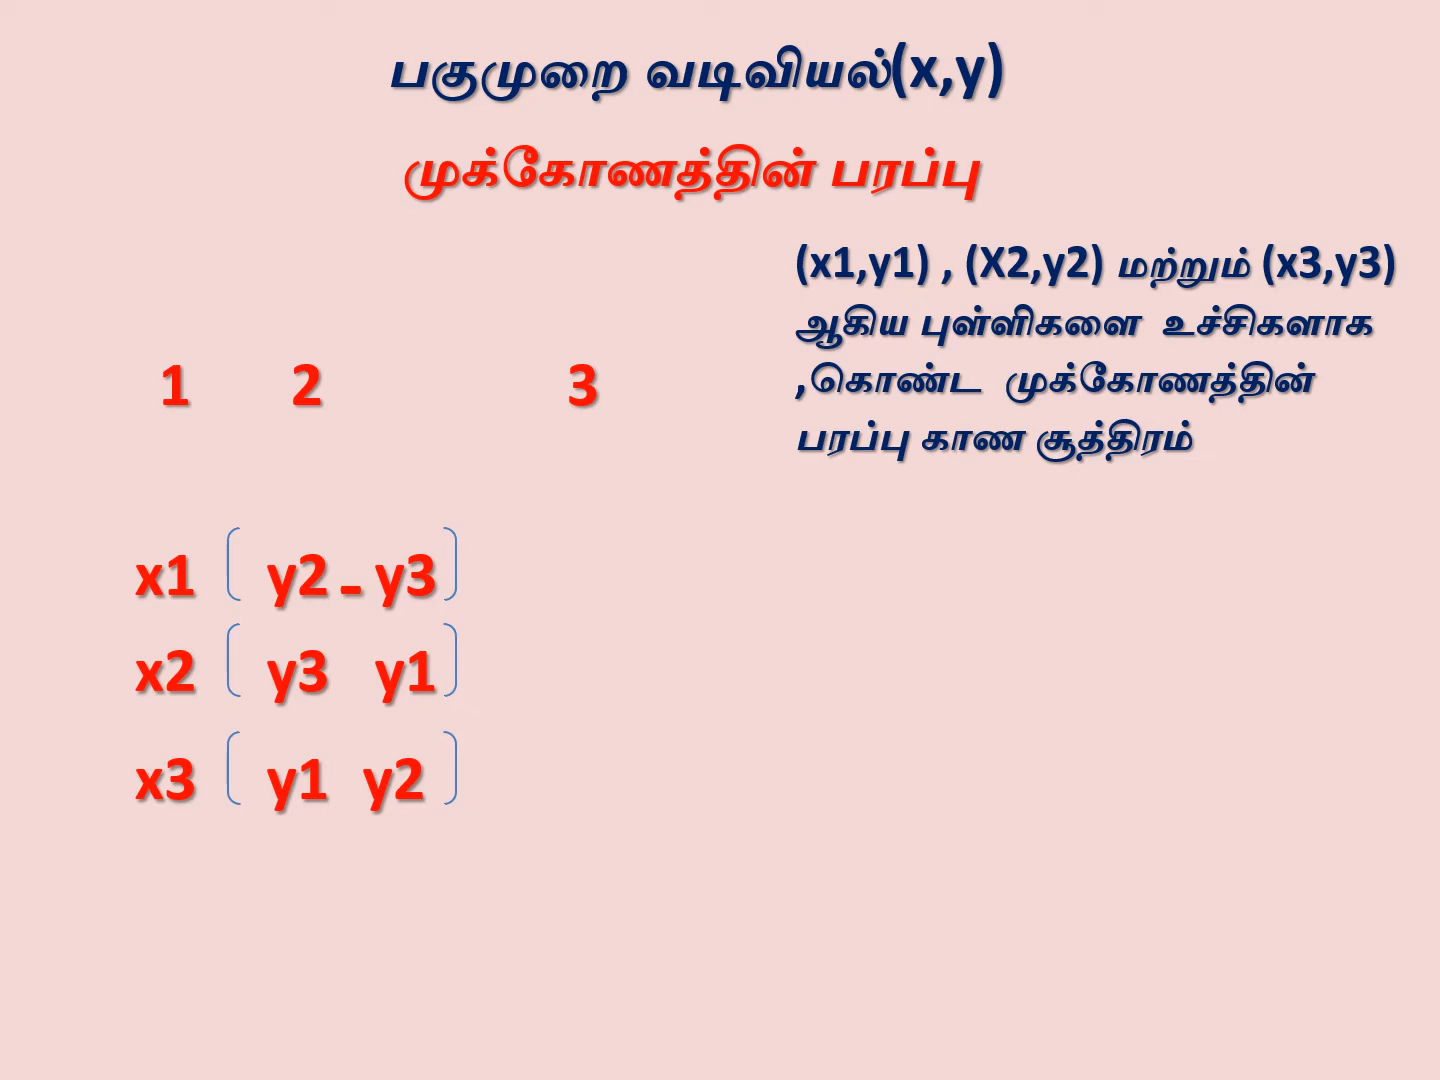 பகுமுறை வடிவியல்(x,y)
முக்கோணத்தின் பரப்பு
(x1,y1) , (X2,y2) மற்றும் (x3,y3)
ஆகிய புள்ளிகளை உச்சிகளாக
,கொண்ட முக்கோணத்தின்
பரப்பு காண சூத்திரம்
1 2 3
x1 ( y2 - y3 )
x2 ( y3 y1 )
x3 ( y1 y2 )